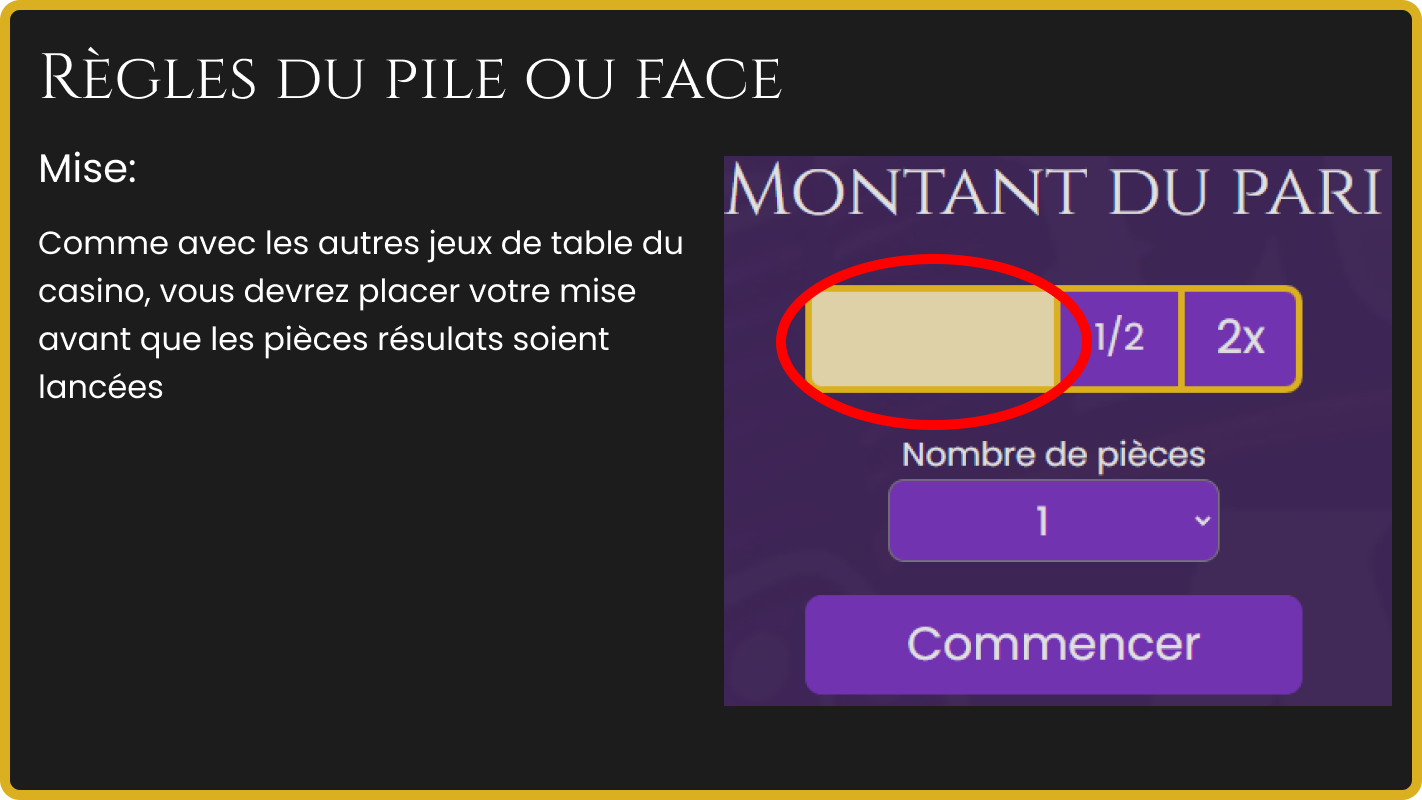 Règles du pile ou face
Mise:
Comme avec les autres jeux de table du
casino, vous devrez placer votre mise
avant que les pièces résulats soient
lancées
Montant du pari
1/2
2x
Nombre de pièces
1
Commencer